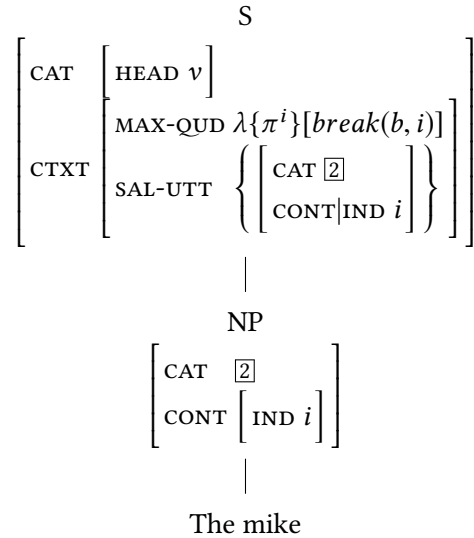 S
CAT [HEAD v]
CTXT [MAX-QUD λ{πⁱ}[break(b, i)]
SAL-UTT { [CAT 2
CONT|IND i] } ]
NP
CAT 2
CONT [IND i]
The mike